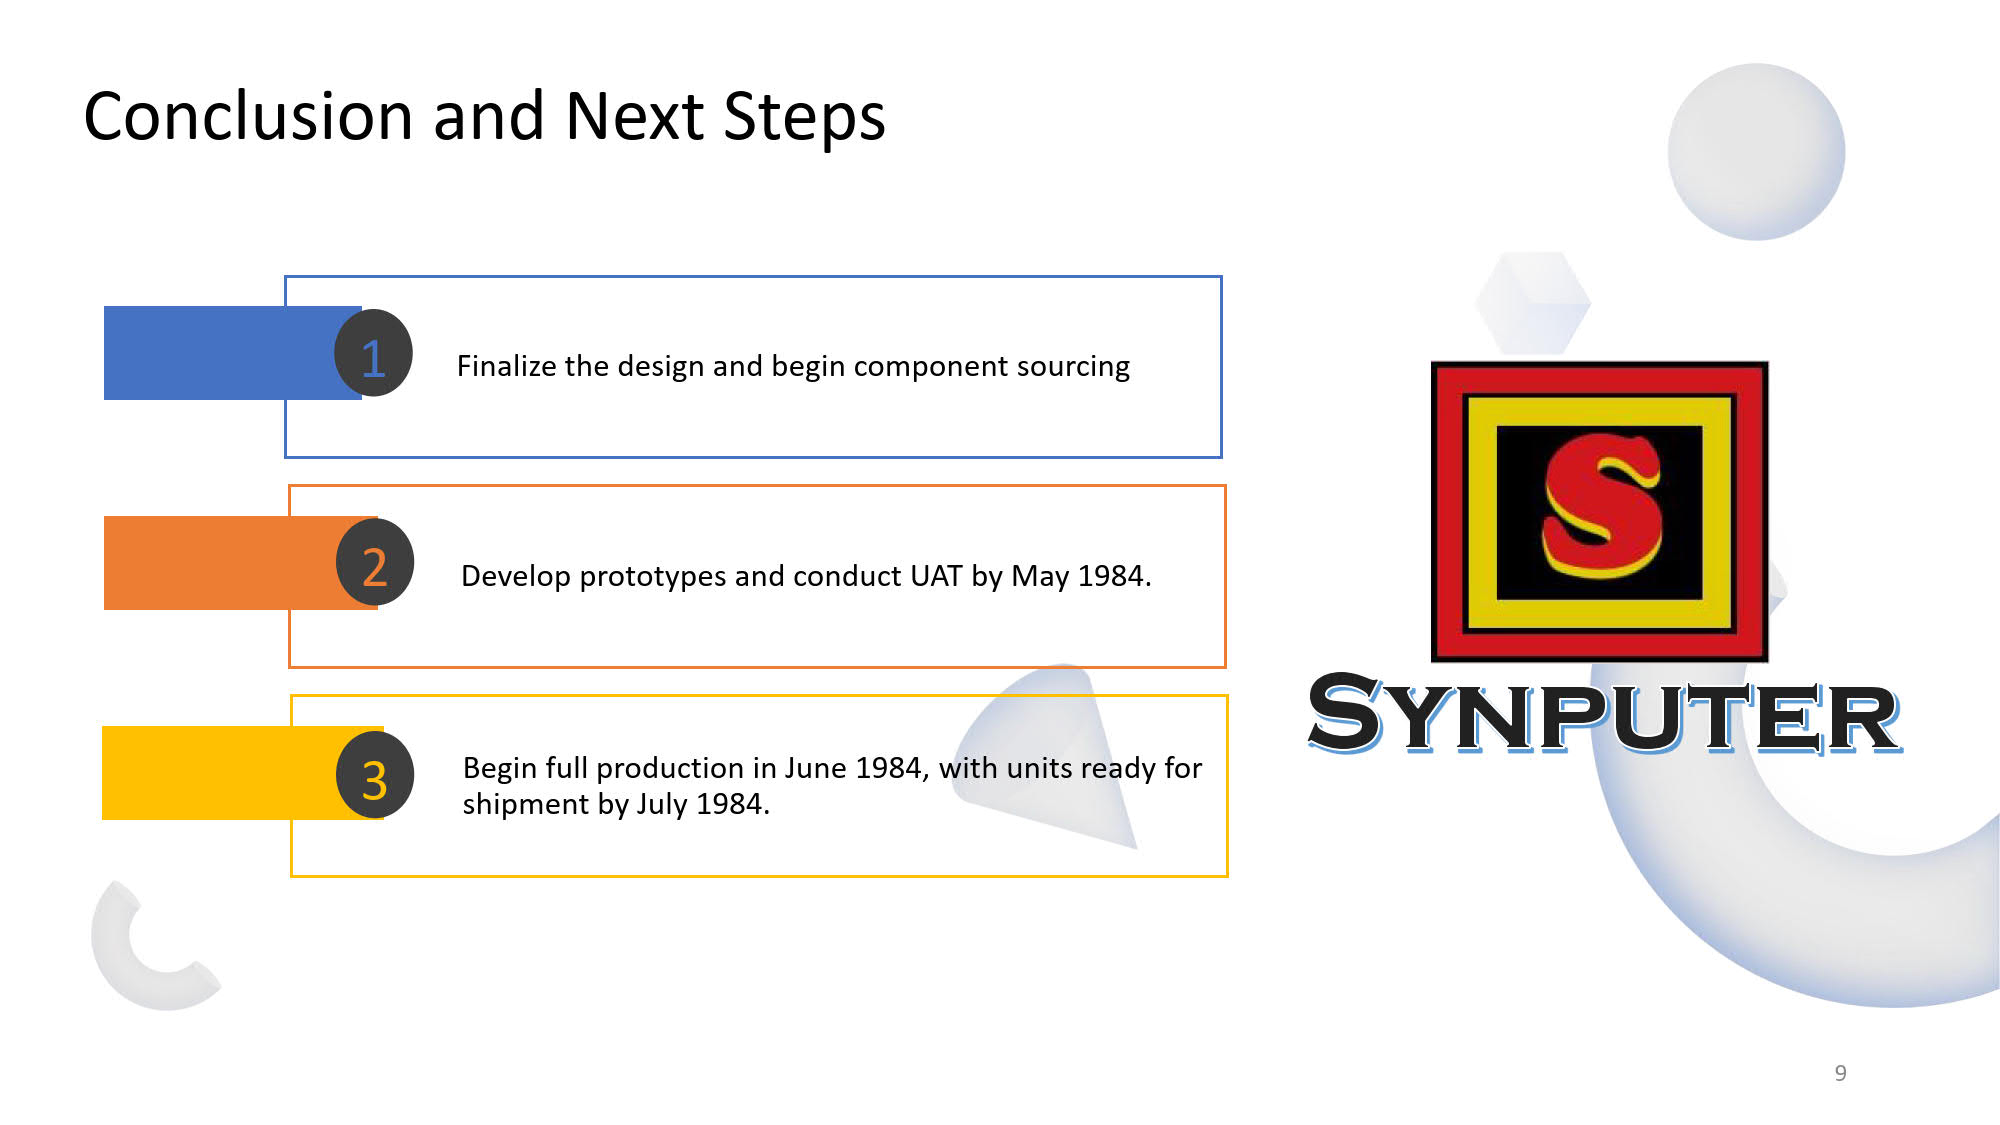 Conclusion and Next Steps
1
Finalize the design and begin component sourcing
2
Develop prototypes and conduct UAT by May 1984.
3
Begin full production in June 1984, with units ready for
shipment by July 1984.
S
SYNPUTER
9